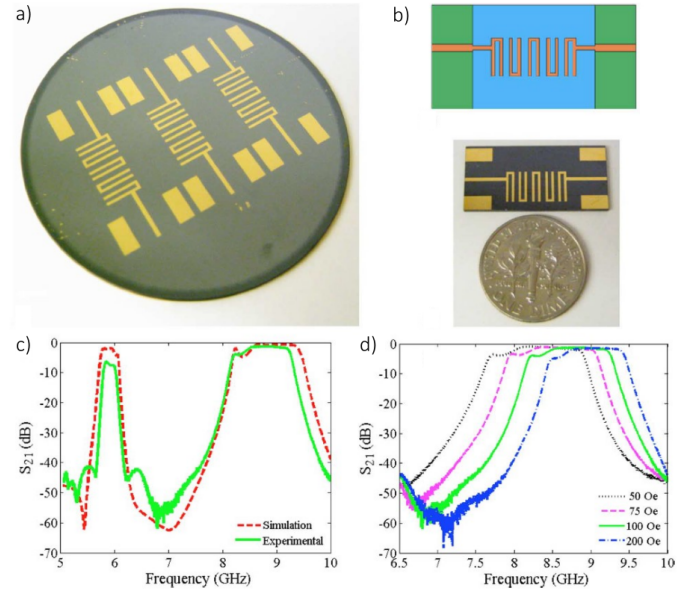 a)
b)
c)
0
-10
-20
-30
-40
-50
-60
-70
S21 (dB)
5
6
7
8
9
10
Frequency (GHz)
Simulation
Experimental
d)
0
-10
-20
-30
-40
-50
-60
-70
S21 (dB)
6.5
7
7.5
8
8.5
9
9.5
10
Frequency (GHz)
50 Oe
75 Oe
100 Oe
200 Oe